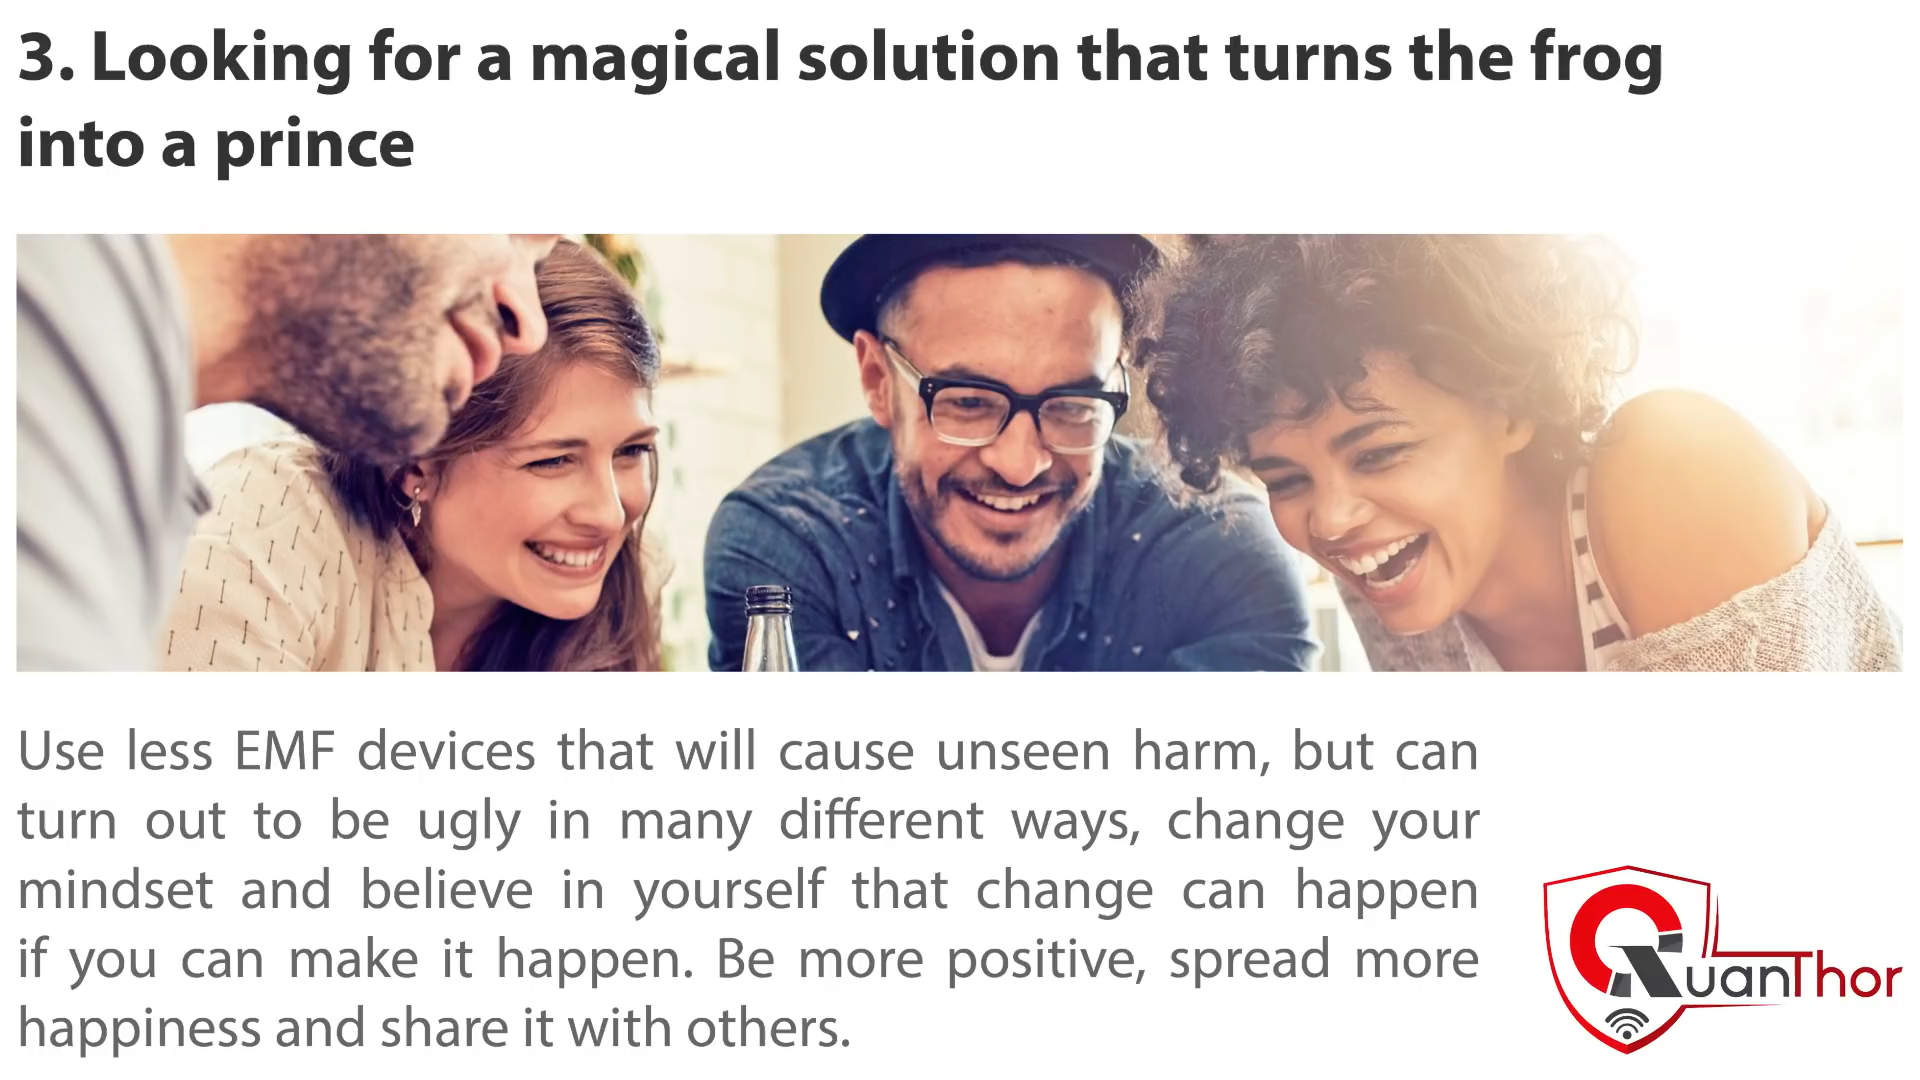 3. Looking for a magical solution that turns the frog
into a prince
Use less EMF devices that will cause unseen harm, but can
turn out to be ugly in many different ways, change your
mindset and believe in yourself that change can happen
if you can make it happen. Be more positive, spread more
happiness and share it with others.
QuanThor